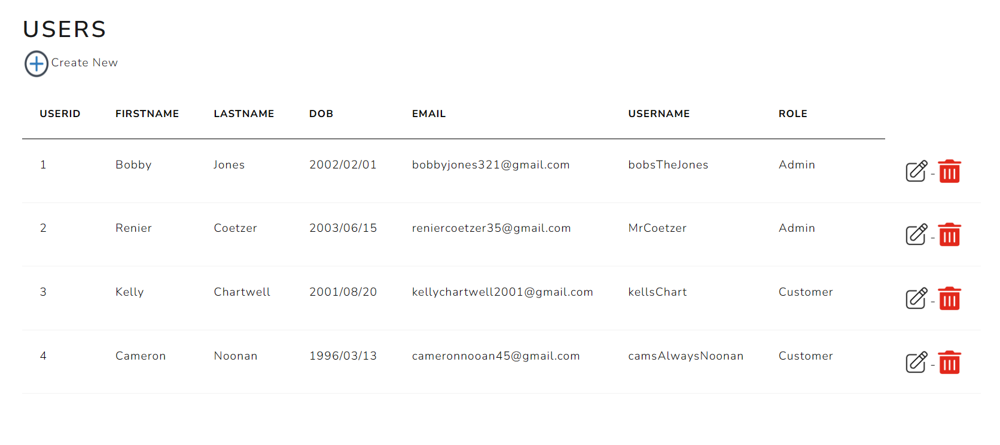 USERS
Create New
USERID FIRSTNAME LASTNAME DOB EMAIL USERNAME ROLE
1 Bobby Jones 2002/02/01 bobbyjones321@gmail.com bobsTheJones Admin -
2 Renier Coetzer 2003/06/15 reniercoetzer35@gmail.com MrCoetzer Admin -
3 Kelly Chartwell 2001/08/20 kellychartwell2001@gmail.com kellsChart Customer -
4 Cameron Noonan 1996/03/13 cameronnooan45@gmail.com camsAlwaysNoonan Customer -